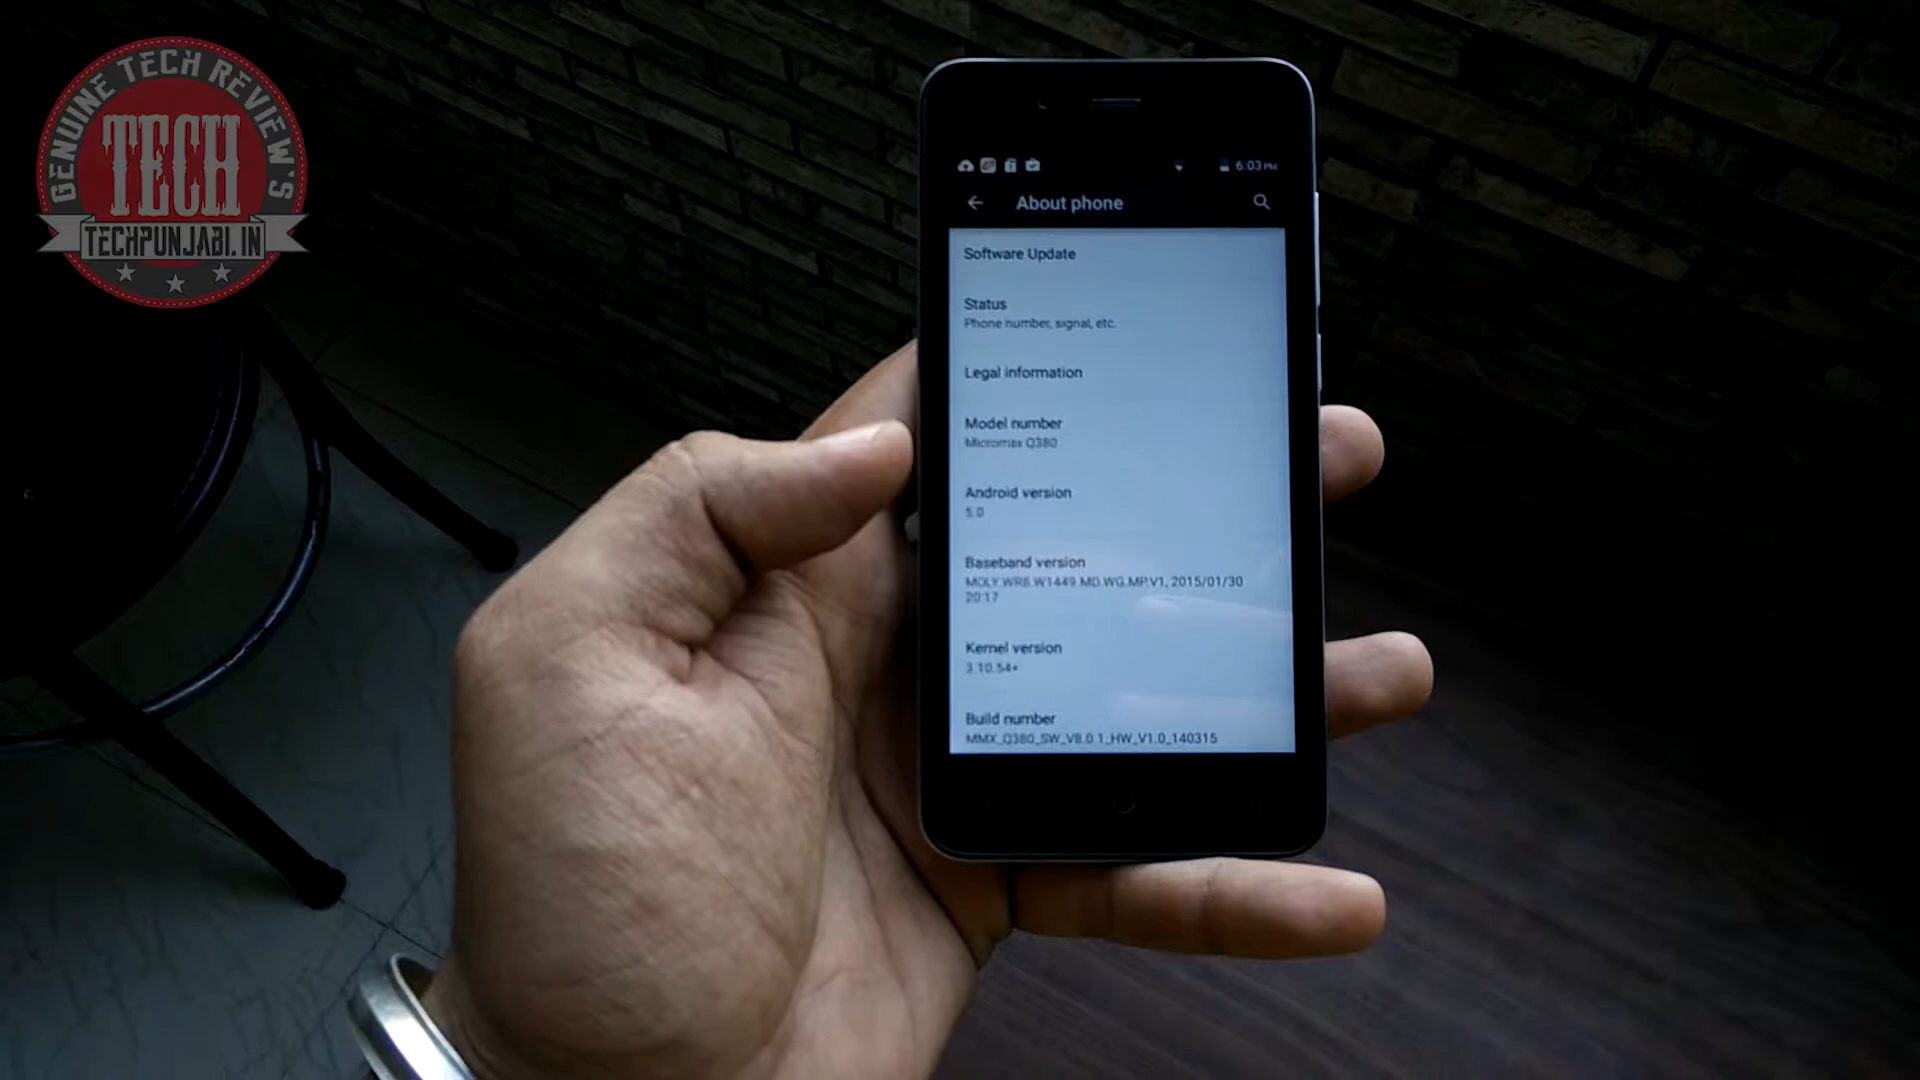 GENUINE TECH REVIEW'S
TECH
TECHPUNJABI.IN
6:03 PM
About phone
Software Update
Status
Phone number, signal, etc.
Legal information
Model number
Micromax Q380
Android version
5.0
Baseband version
MOLY.WR8.W1449.MD.WG.MP.V1, 2015/01/30
20:17
Kernel version
3.10.54+
Build number
MMX_Q380_SW_V8.0.1_HW_V1.0_140315